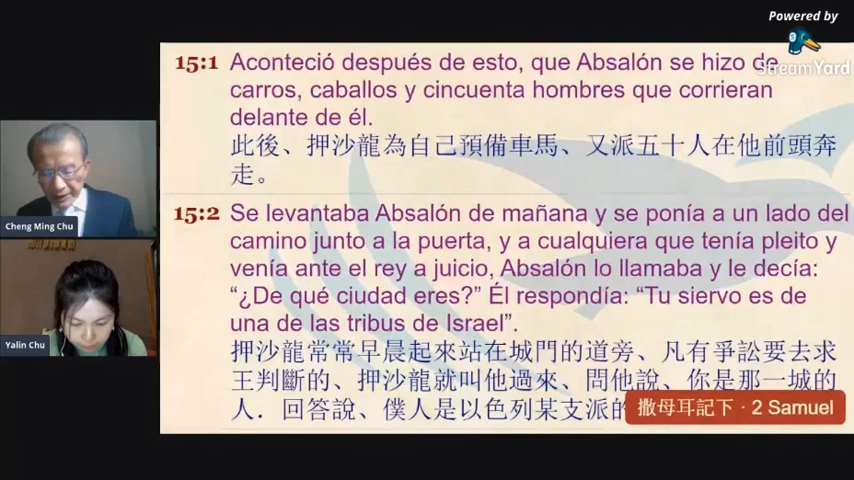 Powered by
StreamYard
15:1 Aconteció después de esto, que Absalón se hizo de
carros, caballos y cincuenta hombres que corrieran
delante de él.
此後、押沙龍為自己預備車馬、又派五十人在他前頭奔
走。
15:2 Se levantaba Absalón de mañana y se ponía a un lado del
camino junto a la puerta, y a cualquiera que tenía pleito y
venía ante el rey a juicio, Absalón lo llamaba y le decía:
“¿De qué ciudad eres?” Él respondía: “Tu siervo es de
una de las tribus de Israel”.
押沙龍常常早晨起來站在城門的道旁、凡有爭訟要去求
王判斷的、押沙龍就叫他過來、問他說、你是那一城的
人．回答說、僕人是以色列某支派的
撒母耳記下 · 2 Samuel
Cheng Ming Chu
Yalin Chu